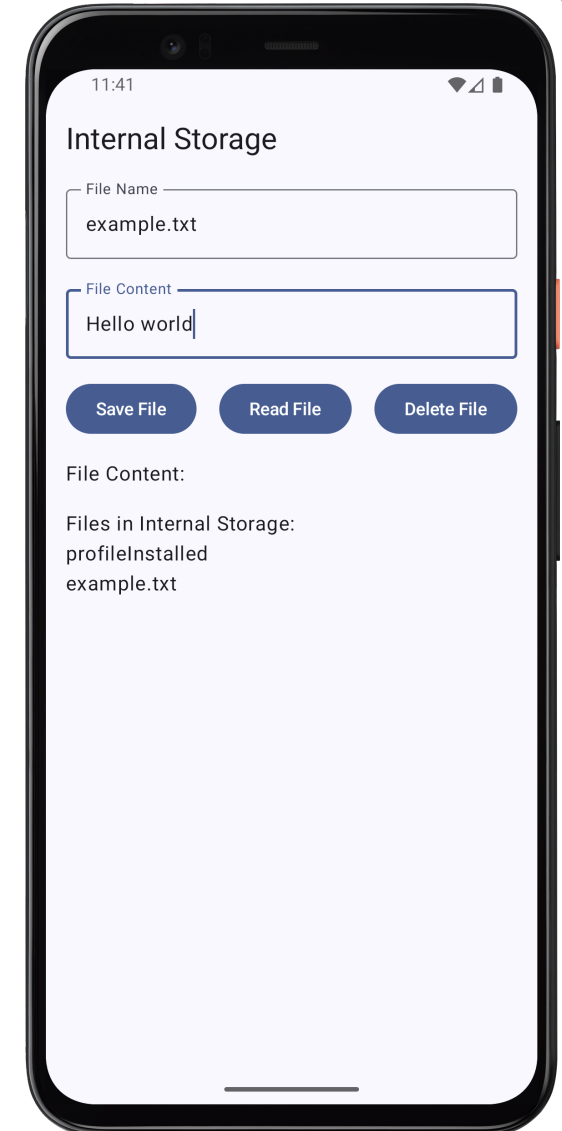 11:41
Internal Storage
File Name
example.txt
File Content
Hello world
Save File Read File Delete File
File Content:
Files in Internal Storage:
profileInstalled
example.txt